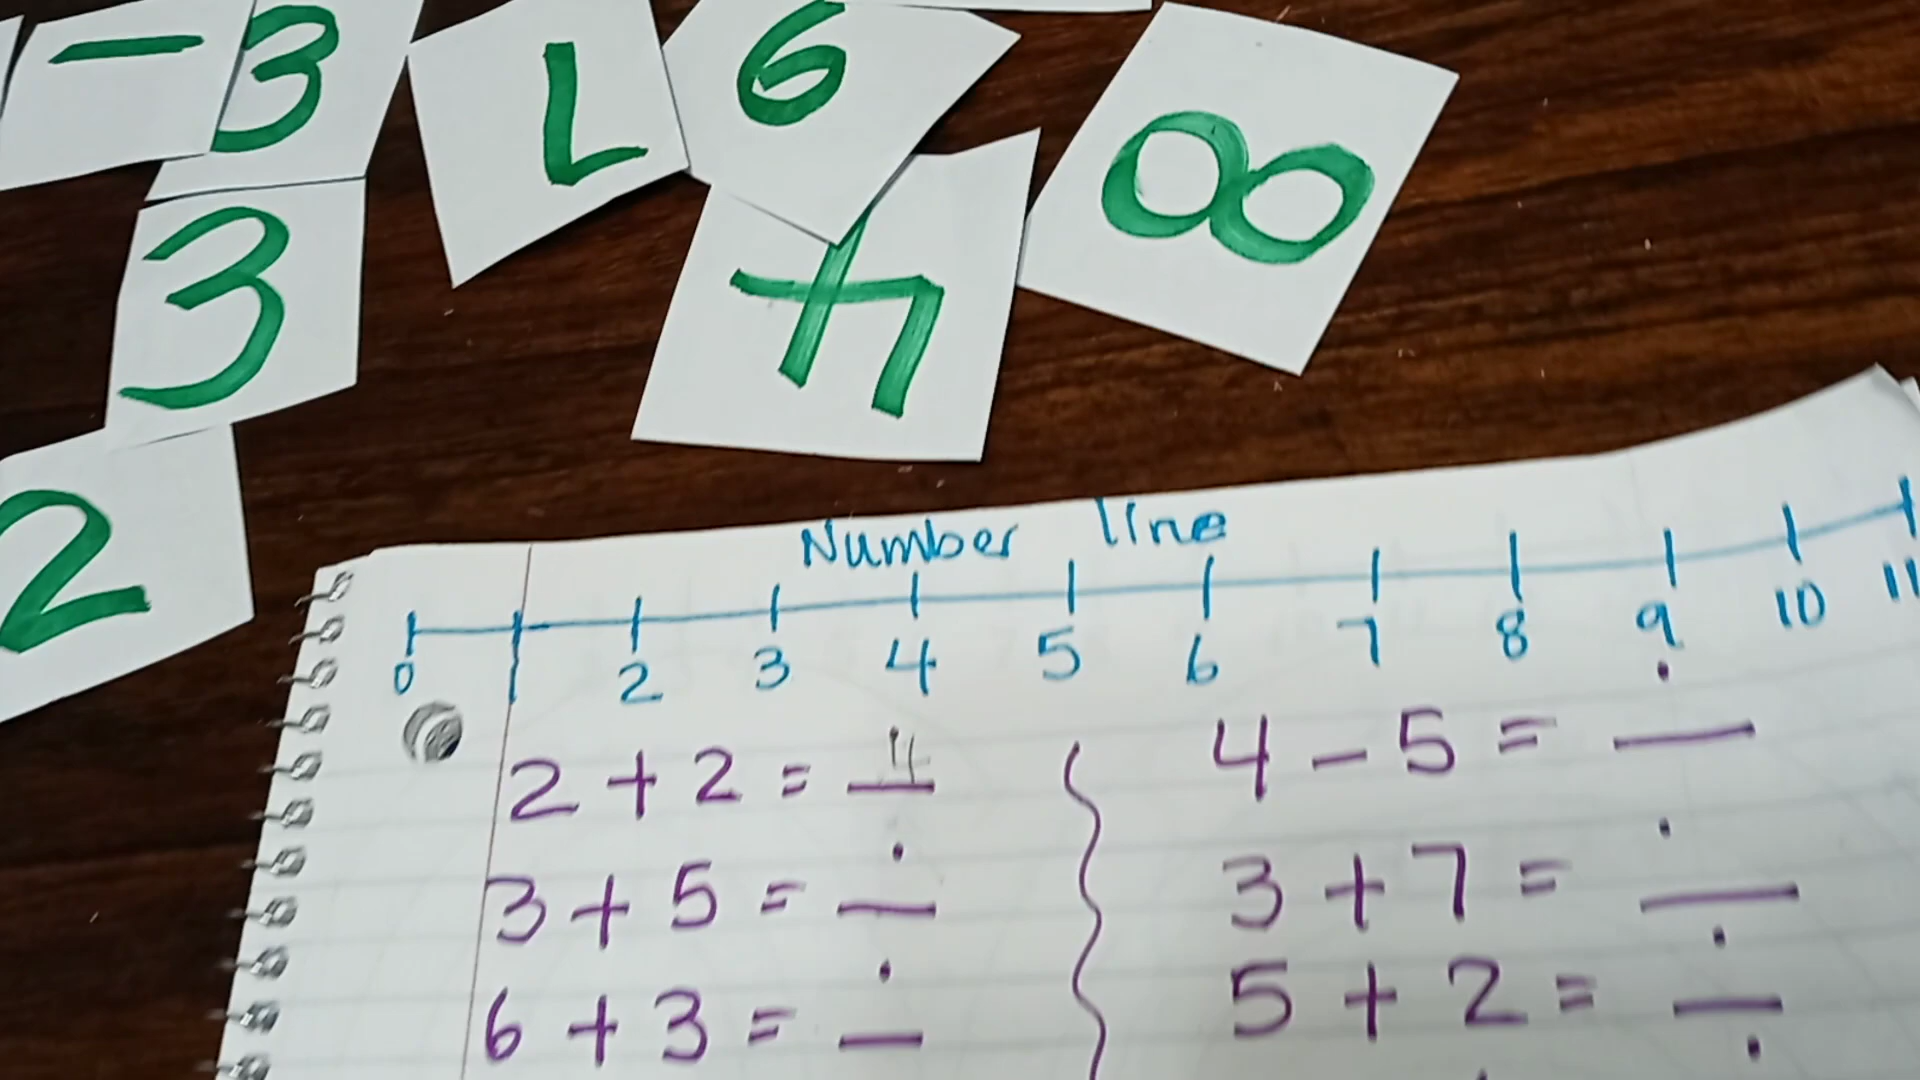 - 3 L 6 8
3 4
2
Number line
0 1 2 3 4 5 6 7 8 9 10 11
2 + 2 = 4
3 + 5 = _
6 + 3 = _
4 - 5 = _
3 + 7 = _
5 + 2 = _